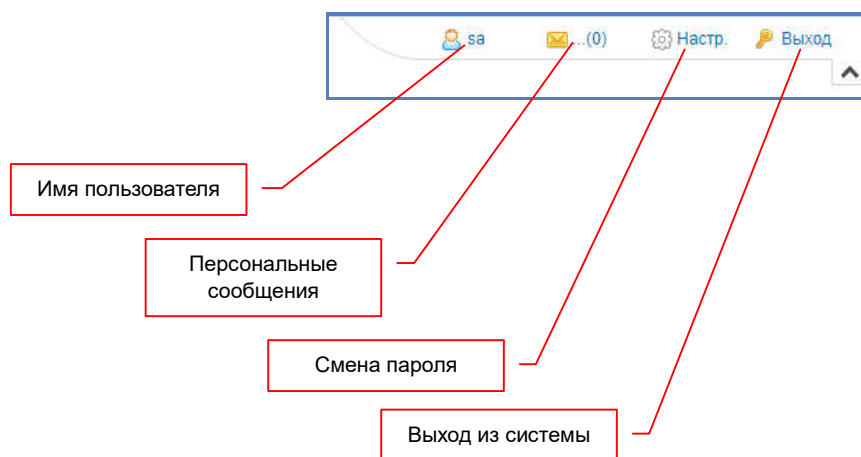 sa ...(0) Настр. Выход
Имя пользователя
Персональные
сообщения
Смена пароля
Выход из системы